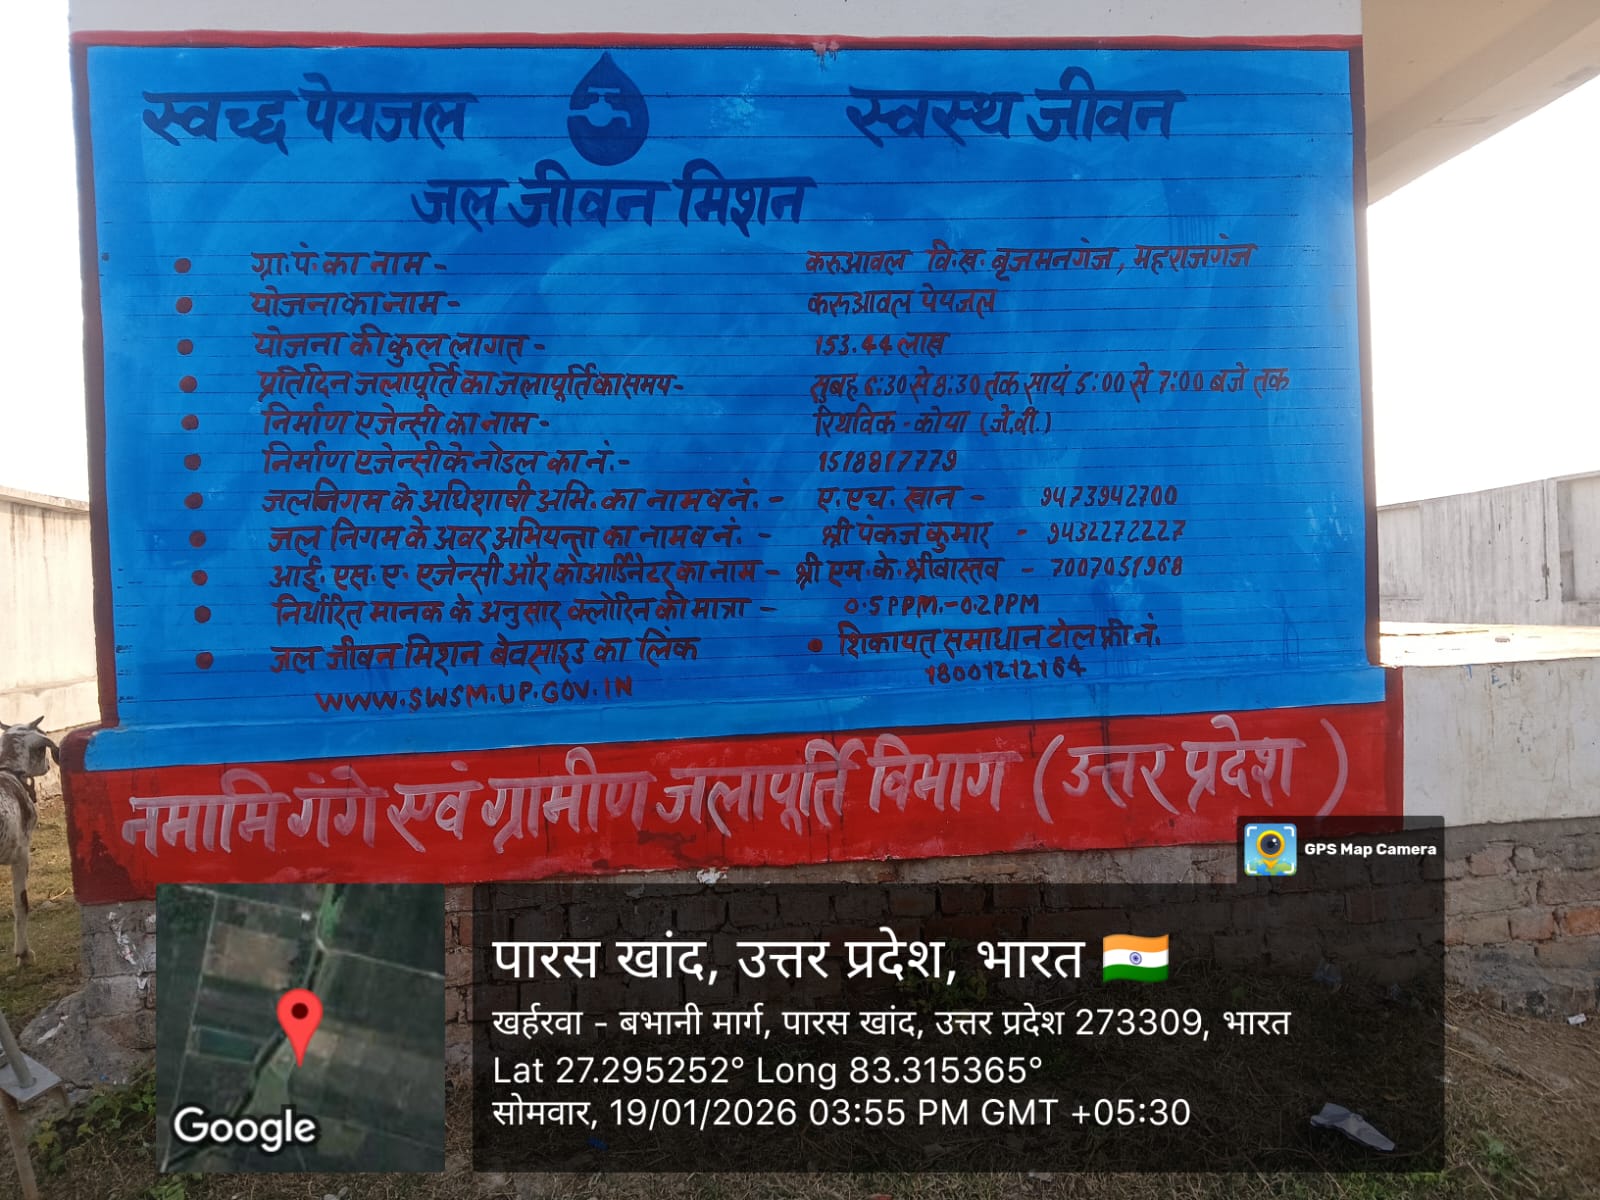 स्वच्छ पेयजल स्वस्थ जीवन
जल जीवन मिशन
• ग्रा.पं. का नाम - करुआवल वि.ख. बृजमनगंज, महराजगंज
• योजना का नाम - करूआवल पेयजल
• योजना की कुल लागत - 153.44 लाख
• प्रतिदिन जलापूर्ति का जलापूर्ति का समय- सुबह 6:30 से 8:30 तक सायं 5:00 से 7:00 बजे तक
• निर्माण एजेन्सी का नाम - रिथविक - कोया (जे.वी.)
• निर्माण एजेन्सी के नोडल का नं.- 1518817779
• जलनिगम के अधिशाषी अभि. का नाम व नं. - ए. एच. खान - 9473942700
• जल निगम के अवर अभियन्ता का नाम व नं. - श्री पंकज कुमार - 9432272227
• आई. एस. ए. एजेन्सी और कोआर्डिनेटर का नाम - श्री एम. के. श्रीवास्तव - 7007051968
• निर्धारित मानक के अनुसार क्लोरिन की मात्रा - 0.5 PPM.-0.2 PPM
• जल जीवन मिशन बेवसाइड का लिंक • शिकायत समाधान टोल फ्री नं.
WWW.SWSM.UP.GOV.IN 18001212164
नमामि गंगे एवं ग्रामीण जलापूर्ति विभाग (उत्तर प्रदेश)
GPS Map Camera
पारस खांद, उत्तर प्रदेश, भारत
खर्हरवा - बभानी मार्ग, पारस खांद, उत्तर प्रदेश 273309, भारत
Lat 27.295252° Long 83.315365°
सोमवार, 19/01/2026 03:55 PM GMT +05:30
Google